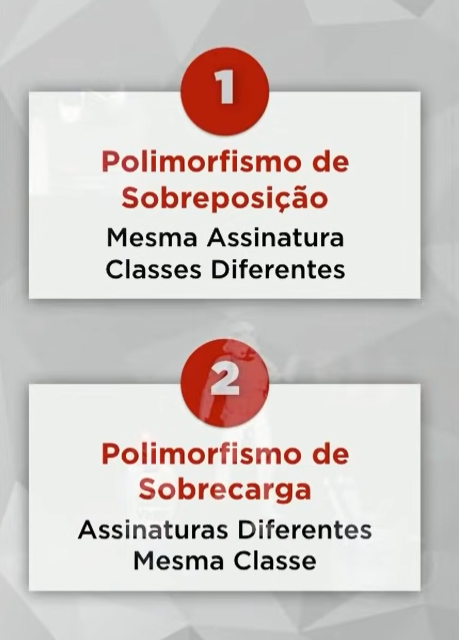 1
Polimorfismo de
Sobreposição
Mesma Assinatura
Classes Diferentes
2
Polimorfismo de
Sobrecarga
Assinaturas Diferentes
Mesma Classe